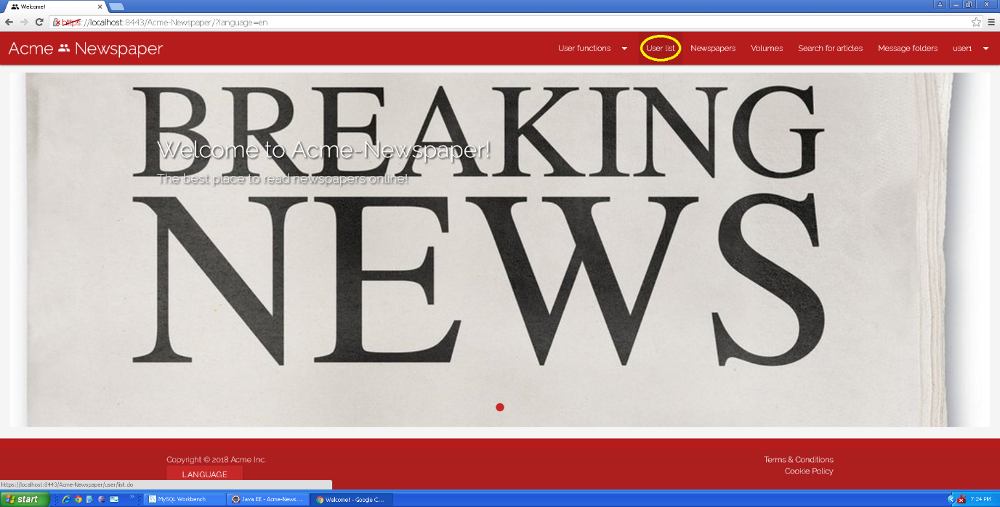 Welcome!
https://localhost:8443/Acme-Newspaper/?language=en
Acme Newspaper
User functions
User list
Newspapers
Volumes
Search for articles
Message folders
user1
BREAKING
Welcome to Acme-Newspaper!
The best place to read newspapers online!
NEWS
Copyright © 2018 Acme Inc.
Terms & Conditions
LANGUAGE
Cookie Policy
https://localhost:8443/Acme-Newspaper/user/list.do
start
MySQL Workbench
Java EE - Acme-News...
Welcome! - Google C...
7:24 PM